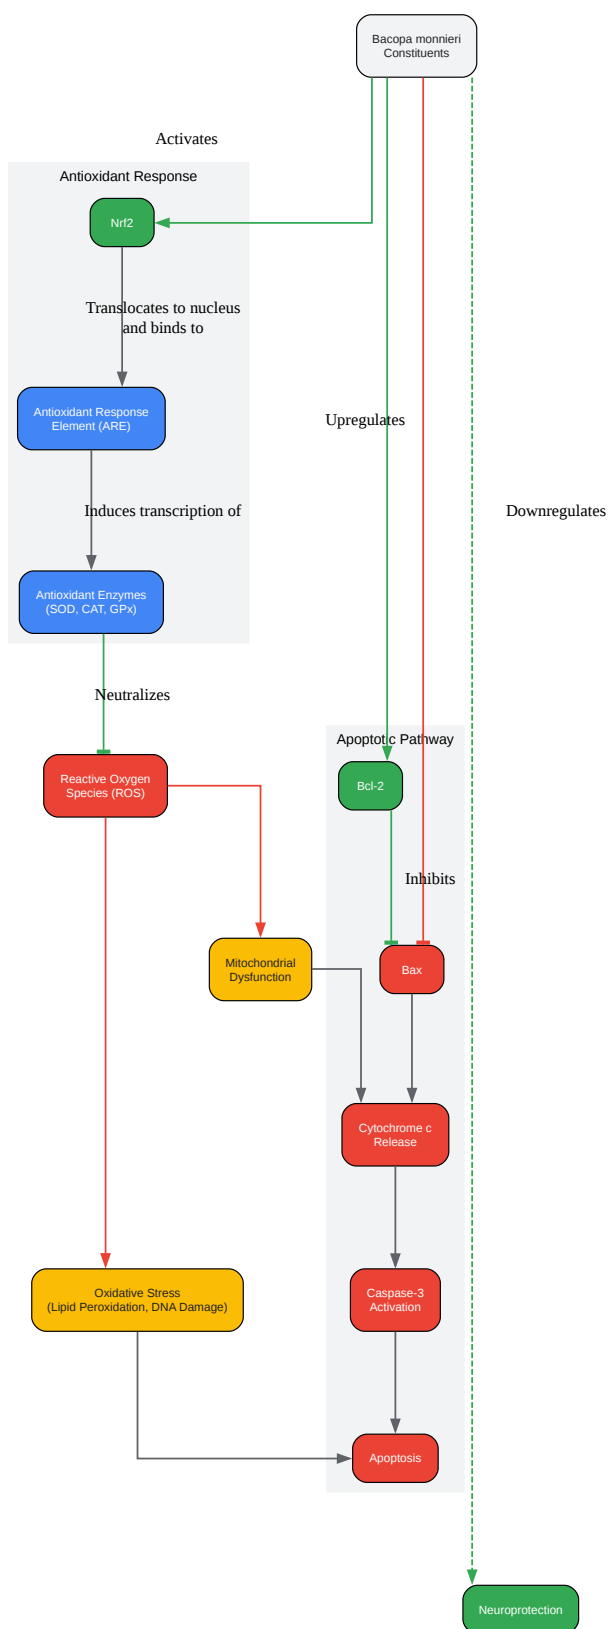 Bacopa monnieri
Constituents
Activates
Antioxidant Response
Nrf2
Translocates to nucleus
and binds to
Antioxidant Response
Element (ARE)
Upregulates
Induces transcription of
Downregulates
Antioxidant Enzymes
(SOD, CAT, GPx)
Neutralizes
Apoptotic Pathway
Reactive Oxygen
Species (ROS)
Bcl-2
Inhibits
Mitochondrial
Dysfunction
Bax
Cytochrome c
Release
Oxidative Stress
(Lipid Peroxidation, DNA Damage)
Caspase-3
Activation
Apoptosis
Neuroprotection